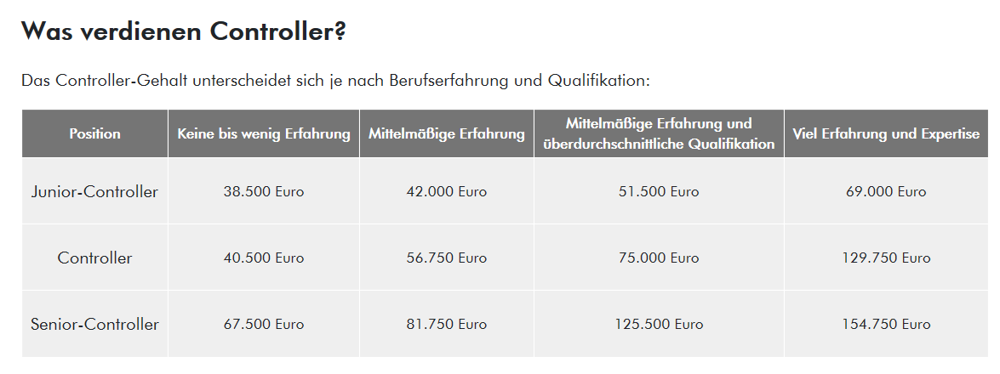 Was verdienen Controller?
Das Controller-Gehalt unterscheidet sich je nach Berufserfahrung und Qualifikation:
Position Keine bis wenig Erfahrung Mittelmäßige Erfahrung Mittelmäßige Erfahrung und überdurchschnittliche Qualifikation Viel Erfahrung und Expertise
Junior-Controller 38.500 Euro 42.000 Euro 51.500 Euro 69.000 Euro
Controller 40.500 Euro 56.750 Euro 75.000 Euro 129.750 Euro
Senior-Controller 67.500 Euro 81.750 Euro 125.500 Euro 154.750 Euro